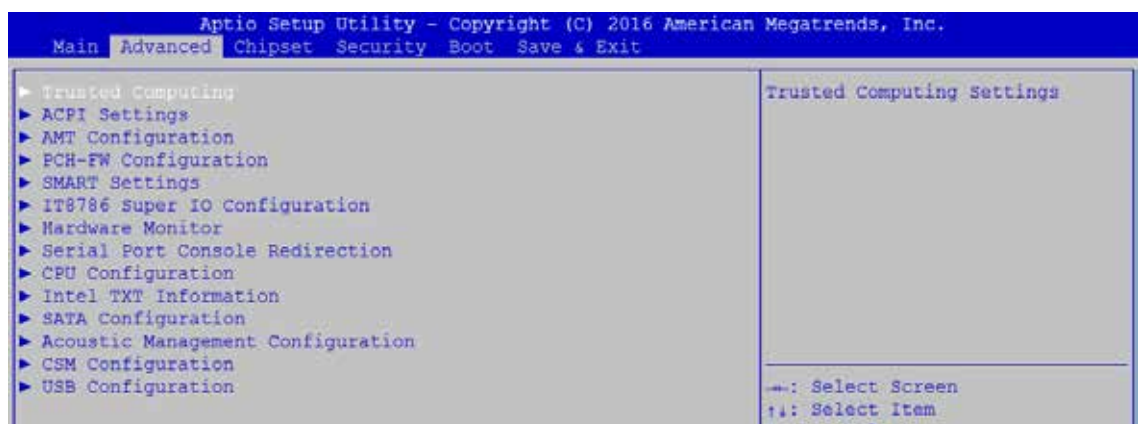 Aptio Setup Utility - Copyright (C) 2016 American Megatrends, Inc.
Main Advanced Chipset Security Boot Save & Exit
► Trusted Computing
► ACPI Settings
► AMT Configuration
► PCH-FW Configuration
► SMART Settings
► IT8786 Super IO Configuration
► Hardware Monitor
► Serial Port Console Redirection
► CPU Configuration
► Intel TXT Information
► SATA Configuration
► Acoustic Management Configuration
► CSM Configuration
► USB Configuration
Trusted Computing Settings
→←: Select Screen
↑↓: Select Item